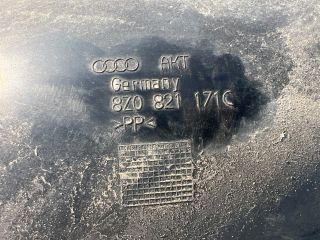 AKT
Germany
8Z0 821 171C
>PP<